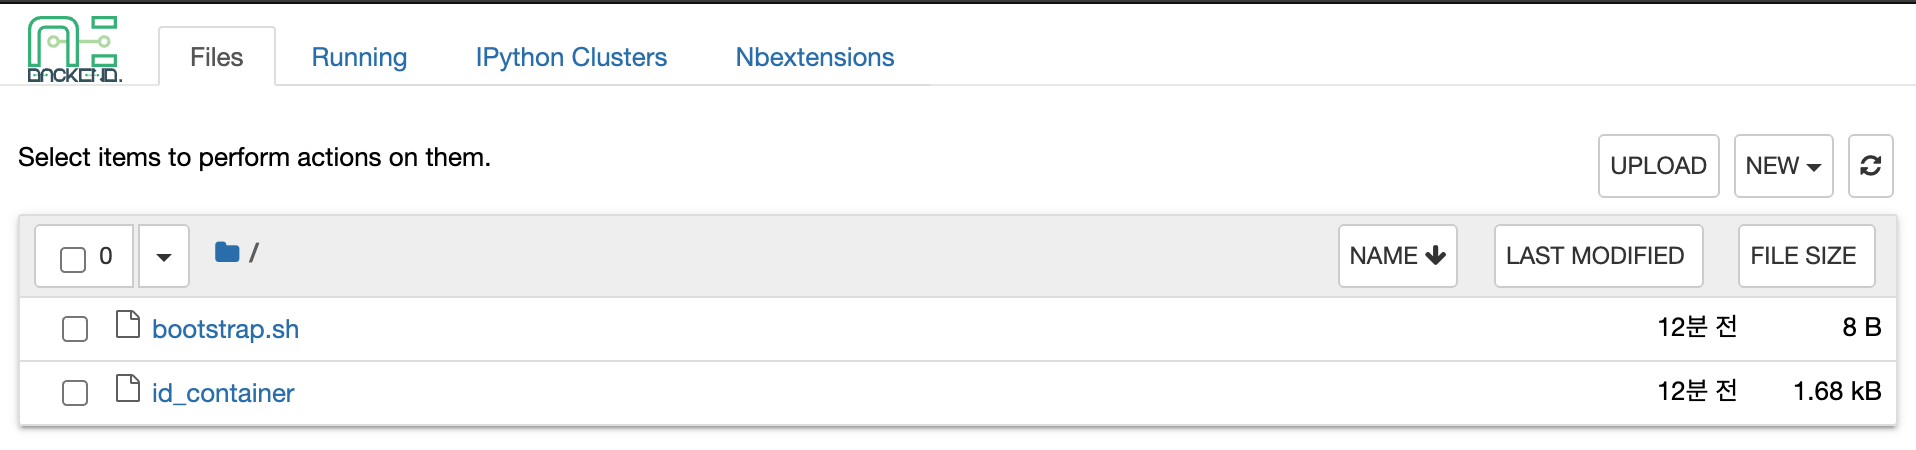 Files Running IPython Clusters Nbextensions
Select items to perform actions on them.
UPLOAD NEW
0 / NAME LAST MODIFIED FILE SIZE
bootstrap.sh 12분 전 8 B
id_container 12분 전 1.68 kB